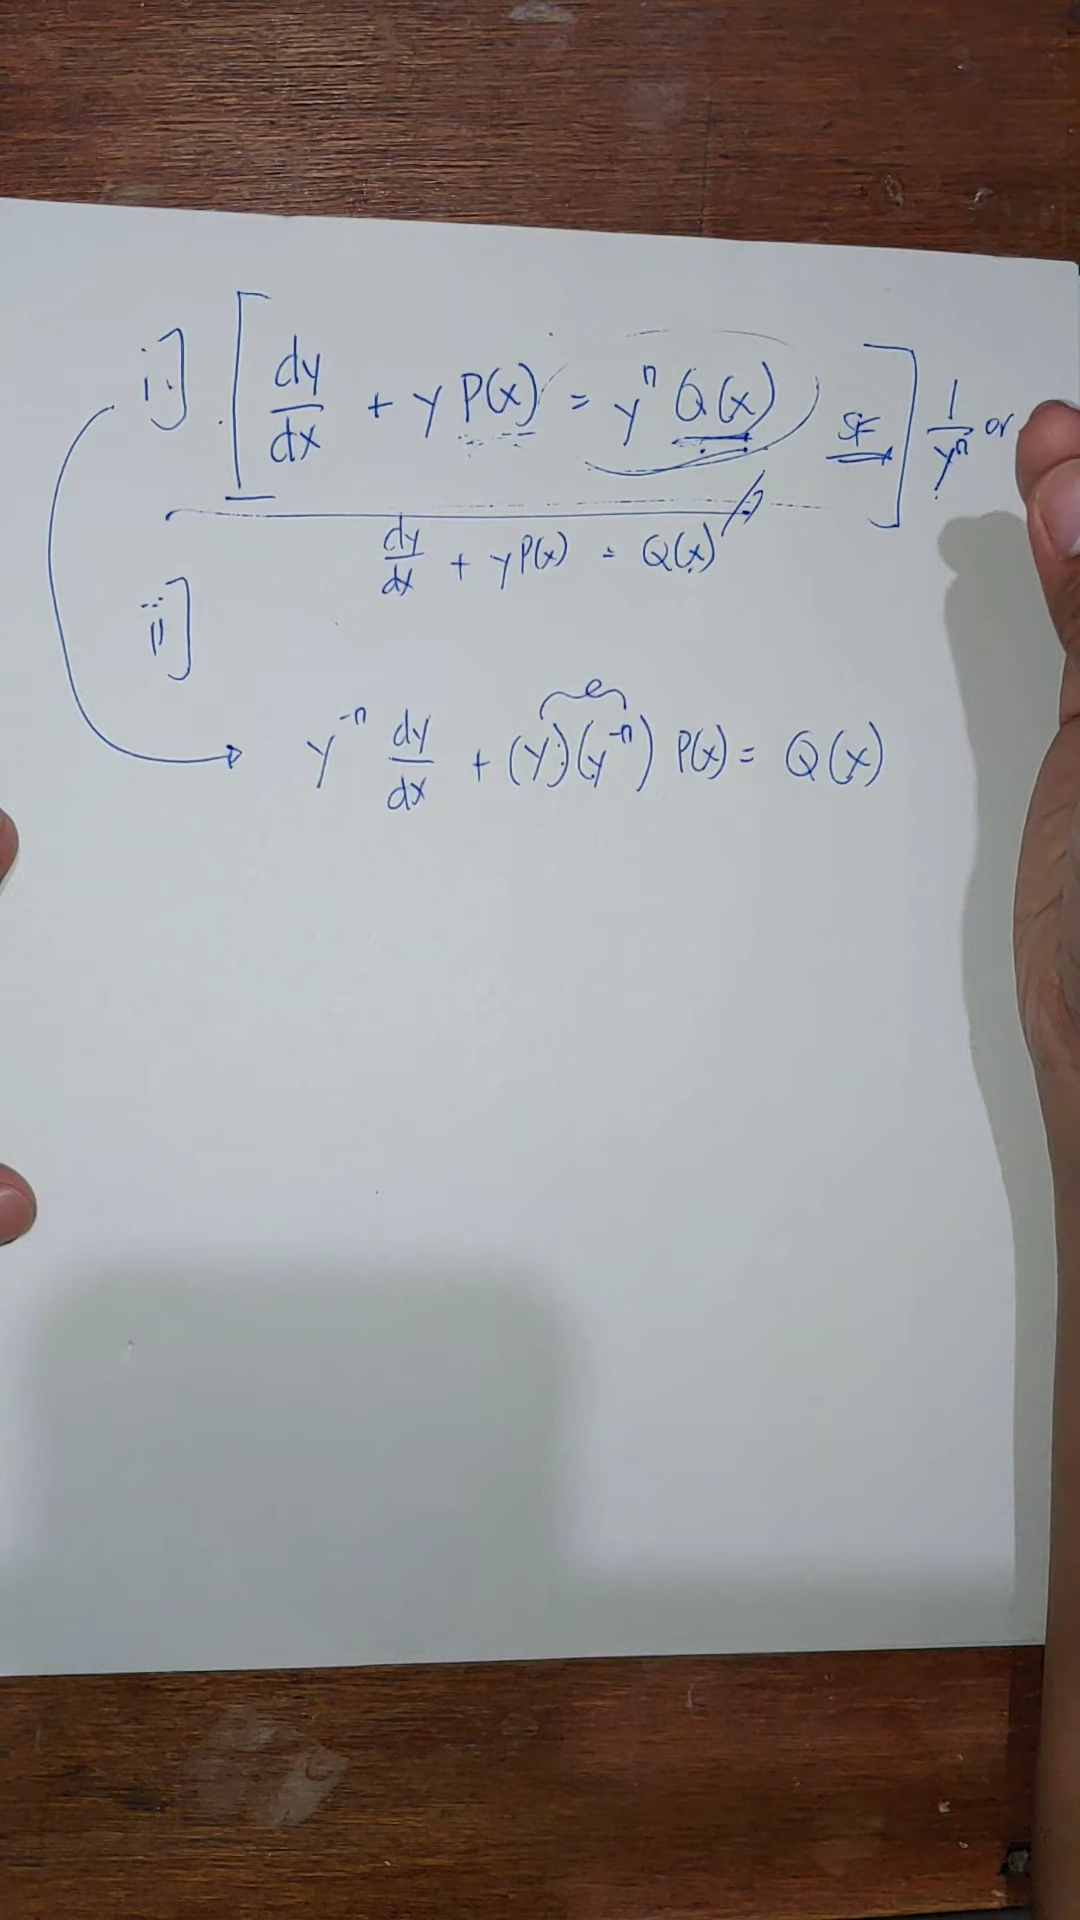 i] [ dy/dx + y P(x) = yⁿ Q(x) SF ] 1/yⁿ or
dy/dx + y P(x) = Q(x)
ii]
y⁻ⁿ dy/dx + (y)(y⁻ⁿ) P(x) = Q(x)